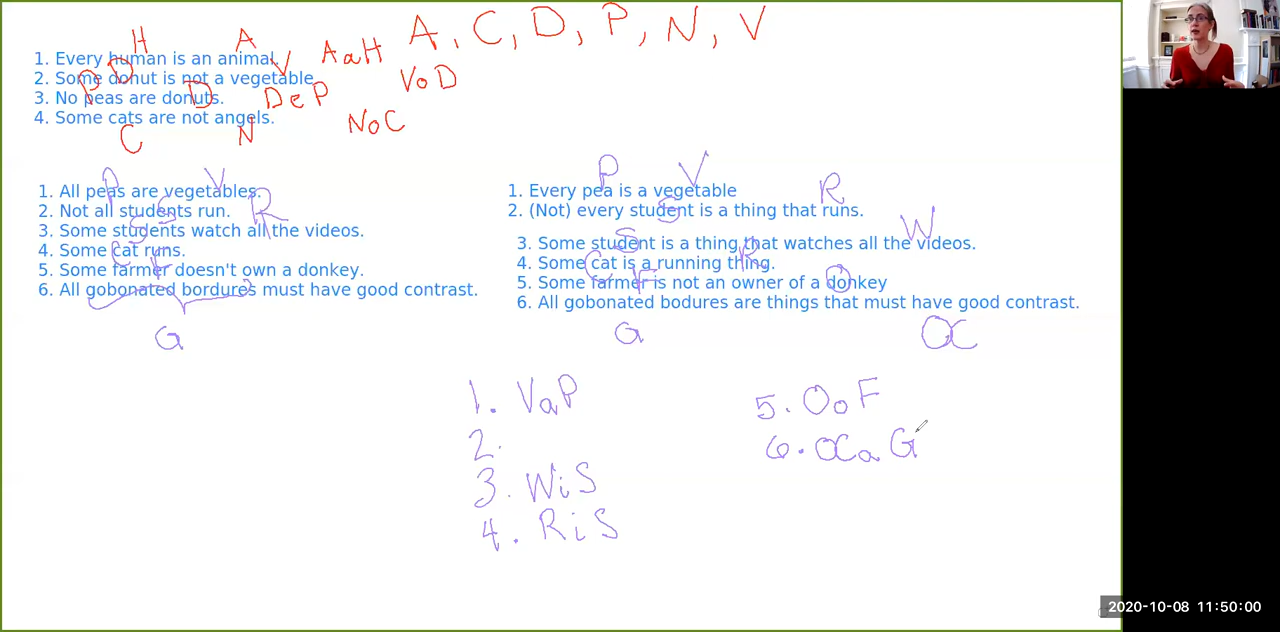 A, C, D, P, N, V
H A
1. Every human is an animal.
AaH
D V
2. Some donut is not a vegetable.
VoD
P D
3. No peas are donuts.
DeP
4. Some cats are not angels.
NoC
C N
P V
1. All peas are vegetables.
S R
2. Not all students run.
S
3. Some students watch all the videos.
C
4. Some cat runs.
F
5. Some farmer doesn't own a donkey.
6. All gobonated bordures must have good contrast.
G
P V
1. Every pea is a vegetable
S R
2. (Not) every student is a thing that runs.
S W
3. Some student is a thing that watches all the videos.
C R
4. Some cat is a running thing.
F O
5. Some farmer is not an owner of a donkey
6. All gobonated bodures are things that must have good contrast.
G
1. VaP
2.
3. WiS
4. RiS
5. OoF
6.
2020-10-08 11:50:00